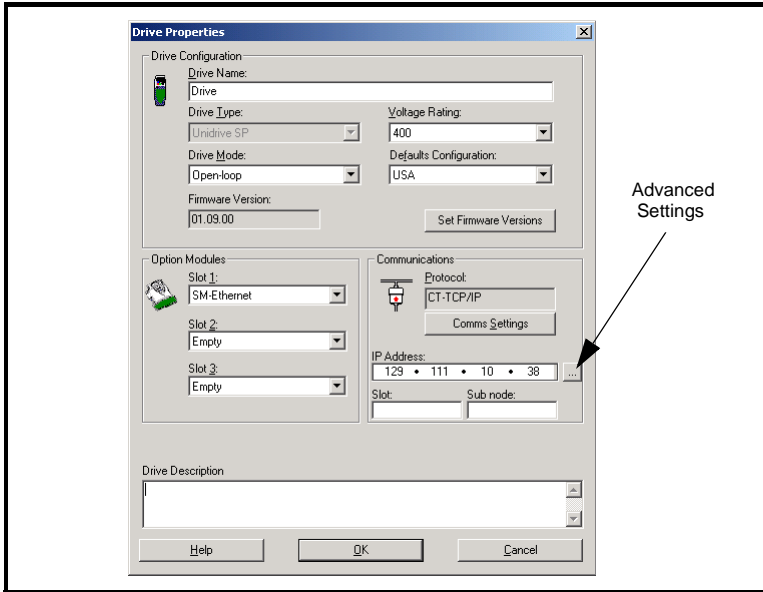 Drive Properties
Drive Configuration
Drive Name:
Drive
Drive Type:
Unidrive SP
Voltage Rating:
400
Drive Mode:
Open-loop
Defaults Configuration:
USA
Firmware Version:
01.09.00
Set Firmware Versions
Option Modules
Slot 1:
SM-Ethernet
Slot 2:
Empty
Slot 3:
Empty
Communications
Protocol:
CT-TCP/IP
Comms Settings
IP Address:
129 • 111 • 10 • 38
...
Slot:
Sub node:
Advanced
Settings
Drive Description
Help
OK
Cancel